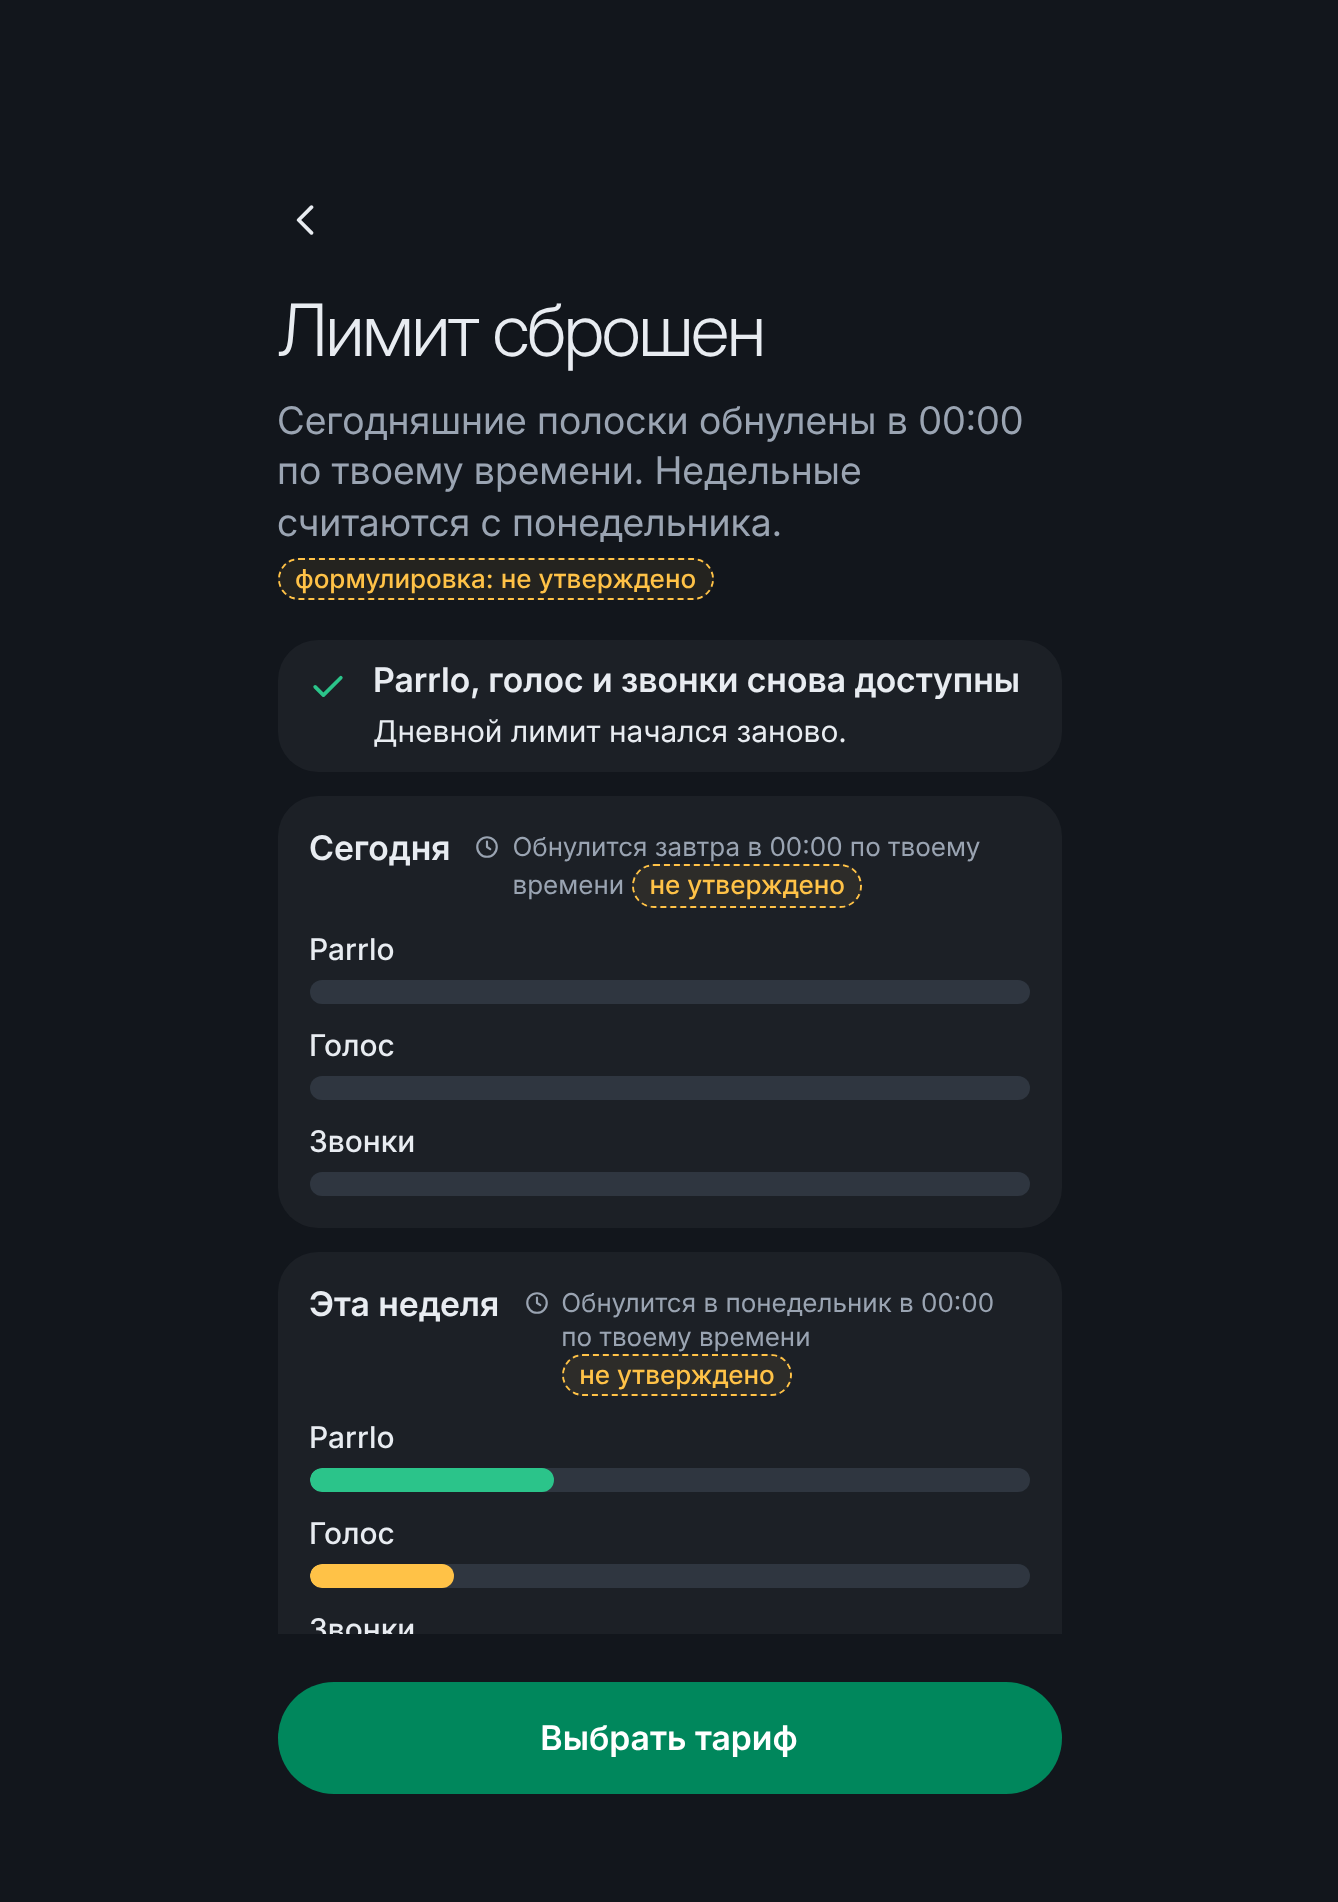 Лимит сброшен
Сегодняшние полоски обнулены в 00:00
по твоему времени. Недельные
считаются с понедельника.
формулировка: не утверждено
Parrlo, голос и звонки снова доступны
Дневной лимит начался заново.
Сегодня
Обнулится завтра в 00:00 по твоему
времени не утверждено
Parrlo
Голос
Звонки
Эта неделя
Обнулится в понедельник в 00:00
по твоему времени
не утверждено
Parrlo
Голос
Звонки
Выбрать тариф